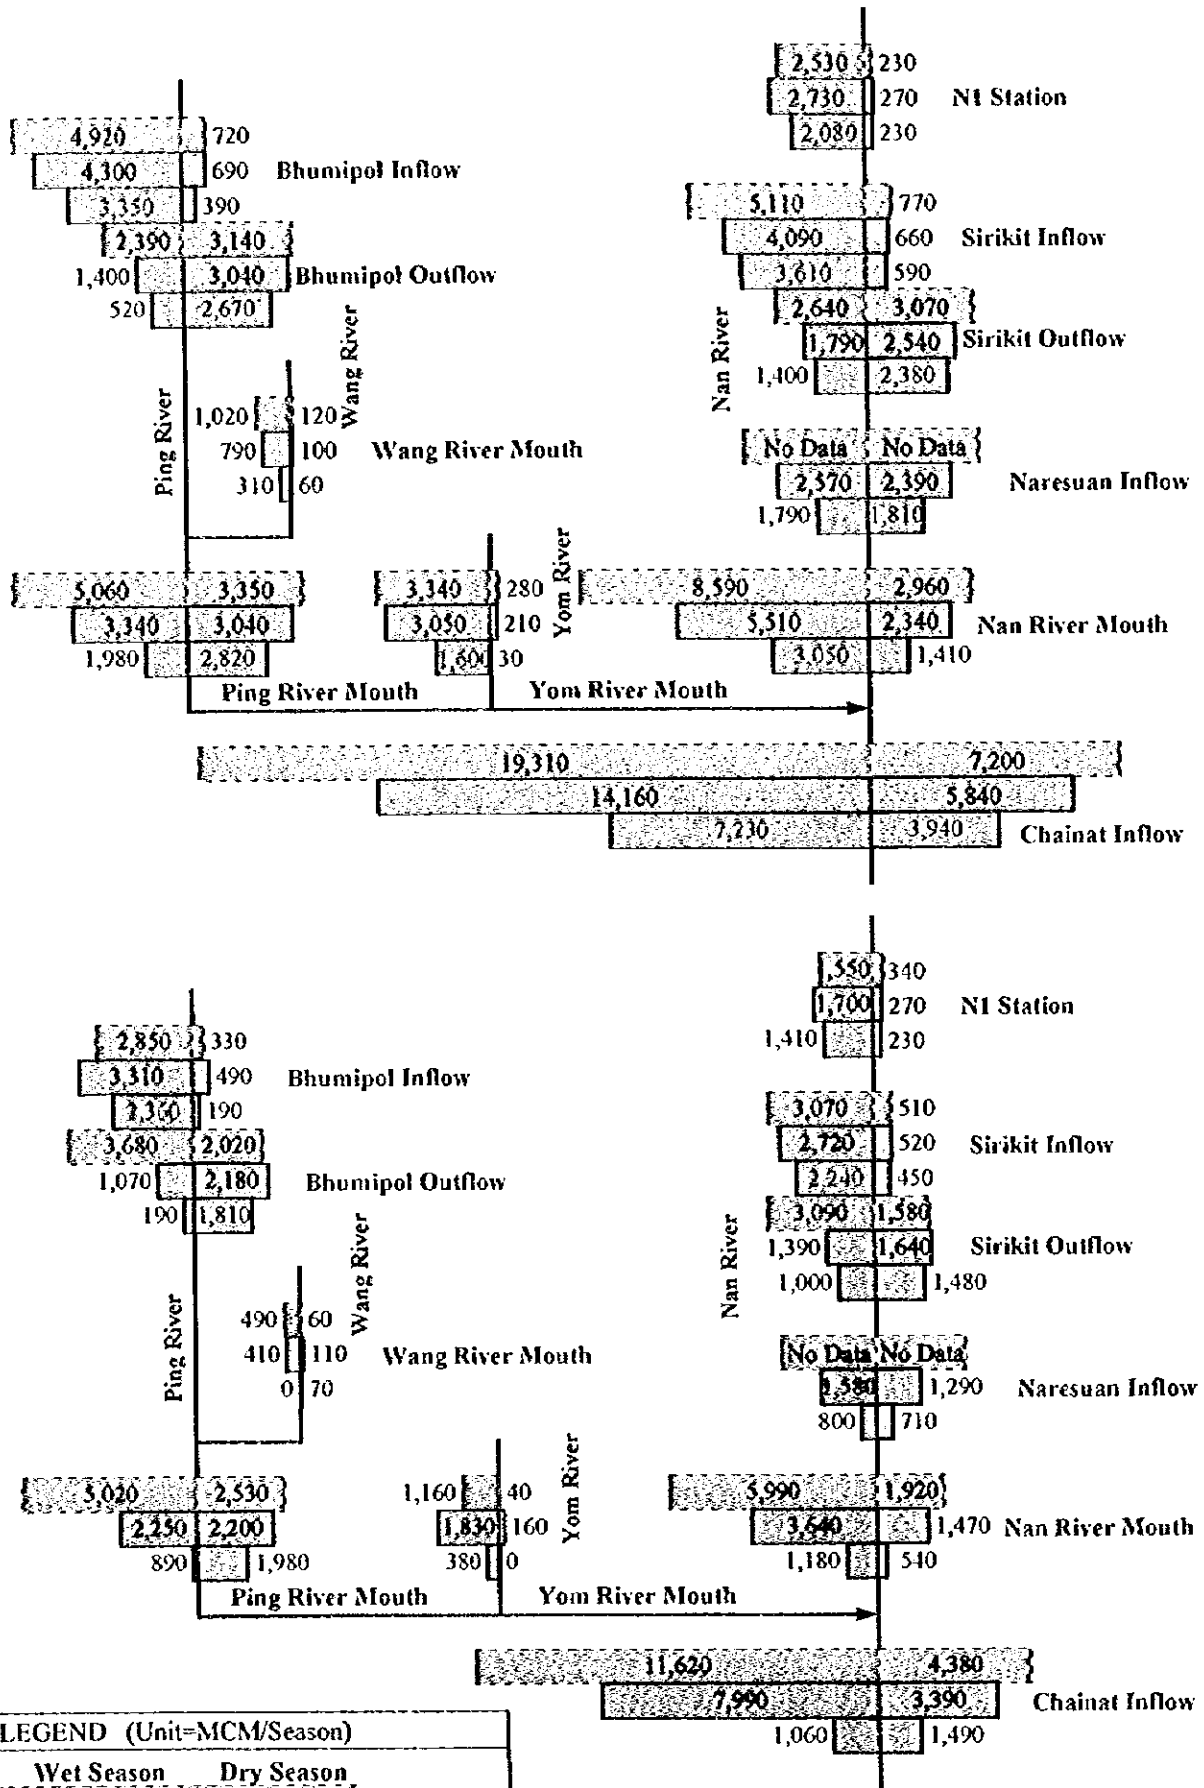 2,530 230
2,730 270 N1 Station
2,080 230
4,920 720
4,300 690 Bhumipol Inflow
3,350 390
2,390 3,140
1,400 3,040 Bhumipol Outflow
520 2,670
5,110 770
4,090 660 Sirikit Inflow
3,610 590
2,640 3,070
1,790 2,540 Sirikit Outflow
1,400 2,380
Ping River
Wang River
Nan River
1,020 120
790 100 Wang River Mouth
310 60
No Data No Data
2,570 2,390 Naresuan Inflow
1,790 1,810
Yom River
5,060 3,350 3,340 280 8,590 2,960
3,340 3,040 3,050 210 5,510 2,340 Nan River Mouth
1,980 2,820 1,600 30 3,050 1,410
Ping River Mouth Yom River Mouth
19,310 7,200
14,160 5,840
7,230 3,940 Chainat Inflow
,550 340
1,700 270 N1 Station
1,410 230
2,850 330
3,310 490 Bhumipol Inflow
2,360 190
3,680 2,020
1,070 2,180 Bhumipol Outflow
190 1,810
3,070 510
2,720 520 Sirikit Inflow
2,240 450
3,090 1,580
1,390 1,640 Sirikit Outflow
1,000 1,480
Ping River
Wang River
Nan River
490 60
410 110 Wang River Mouth
0 70
No Data No Data
1,580 1,290 Naresuan Inflow
800 710
Yom River
5,020 2,530 1,160 40 5,990 1,920
2,250 2,200 1,830 160 3,640 1,470 Nan River Mouth
890 1,980 380 0 1,180 540
Ping River Mouth Yom River Mouth
11,620 4,380
7,990 3,390 Chainat Inflow
1,060 1,490
LEGEND (Unit=MCM/Season)
Wet Season Dry Season